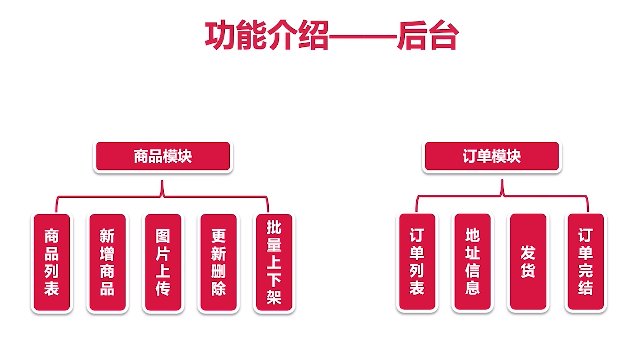 功能介绍——后台
商品模块
订单模块
商品列表
新增商品
图片上传
更新删除
批量上下架
订单列表
地址信息
发货
订单完结